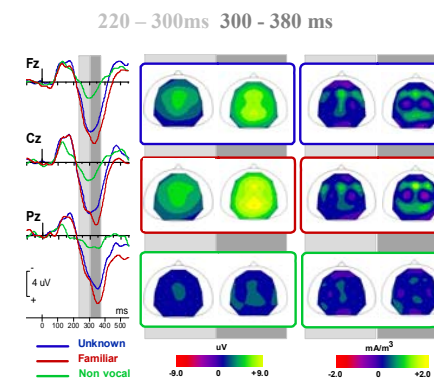 220 – 300ms 300 - 380 ms
Fz
Cz
Pz
-
4 uV
+
ms
0 100 200 300 400 500
Unknown
Familiar
Non vocal
uV
-9.0 0 +9.0
mA/m³
-2.0 0 +2.0